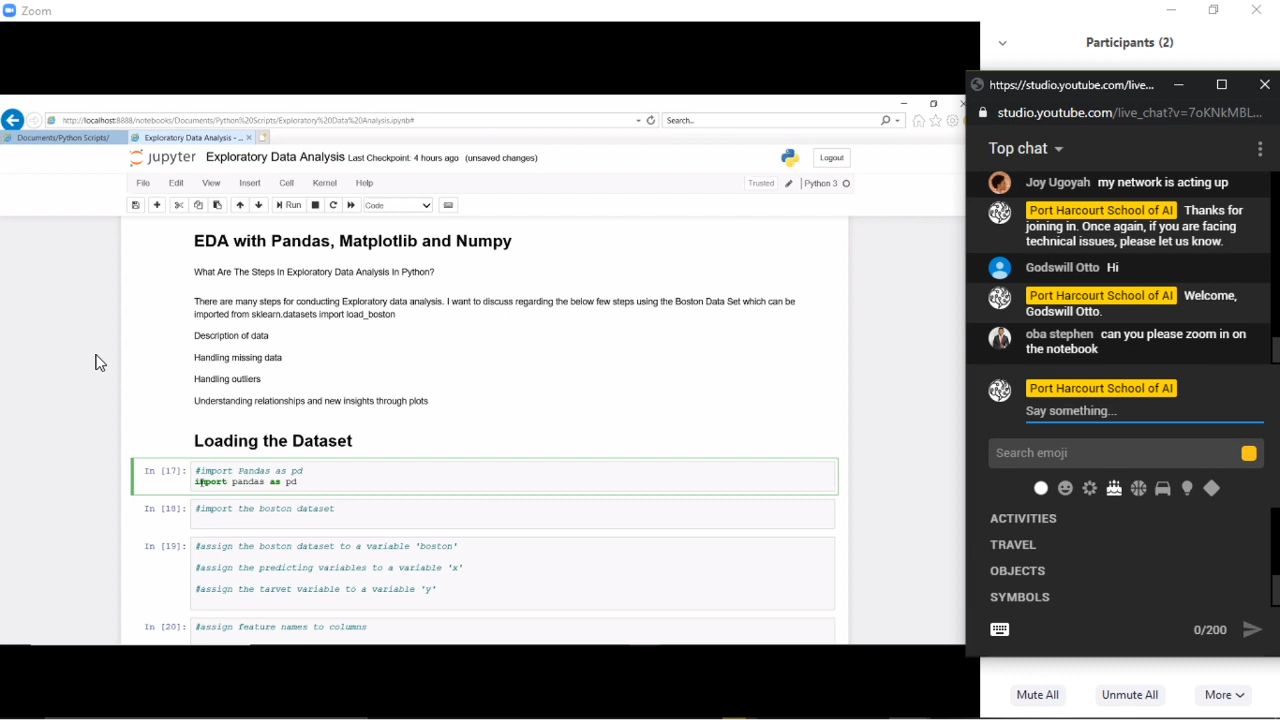 Zoom
Participants (2)
http://localhost:8888/notebooks/Documents/Python%20Scripts/Exploratory%20Data%20Analysis.ipynb#
Search...
Documents/Python Scripts/
Exploratory Data Analysis - ...
jupyter Exploratory Data Analysis Last Checkpoint: 4 hours ago (unsaved changes)
Logout
File Edit View Insert Cell Kernel Help
Trusted Python 3
Run Code
EDA with Pandas, Matplotlib and Numpy
What Are The Steps In Exploratory Data Analysis In Python?
There are many steps for conducting Exploratory data analysis. I want to discuss regarding the below few steps using the Boston Data Set which can be
imported from sklearn.datasets import load_boston
Description of data
Handling missing data
Handling outliers
Understanding relationships and new insights through plots
Loading the Dataset
In [17]: #import Pandas as pd
import pandas as pd
In [18]: #import the boston dataset
In [19]: #assign the boston dataset to a variable 'boston'
#assign the predicting variables to a variable 'x'
#assign the tarvet variable to a variable 'y'
In [20]: #assign feature names to columns
https://studio.youtube.com/live...
studio.youtube.com/live_chat?v=7oKNkMBL...
Top chat
Joy Ugoyah my network is acting up
Port Harcourt School of AI Thanks for
joining in. Once again, if you are facing
technical issues, please let us know.
Godswill Otto Hi
Port Harcourt School of AI Welcome,
Godswill Otto.
oba stephen can you please zoom in on
the notebook
Port Harcourt School of AI
Say something...
Search emoji
ACTIVITIES
TRAVEL
OBJECTS
SYMBOLS
0/200
Mute All Unmute All More